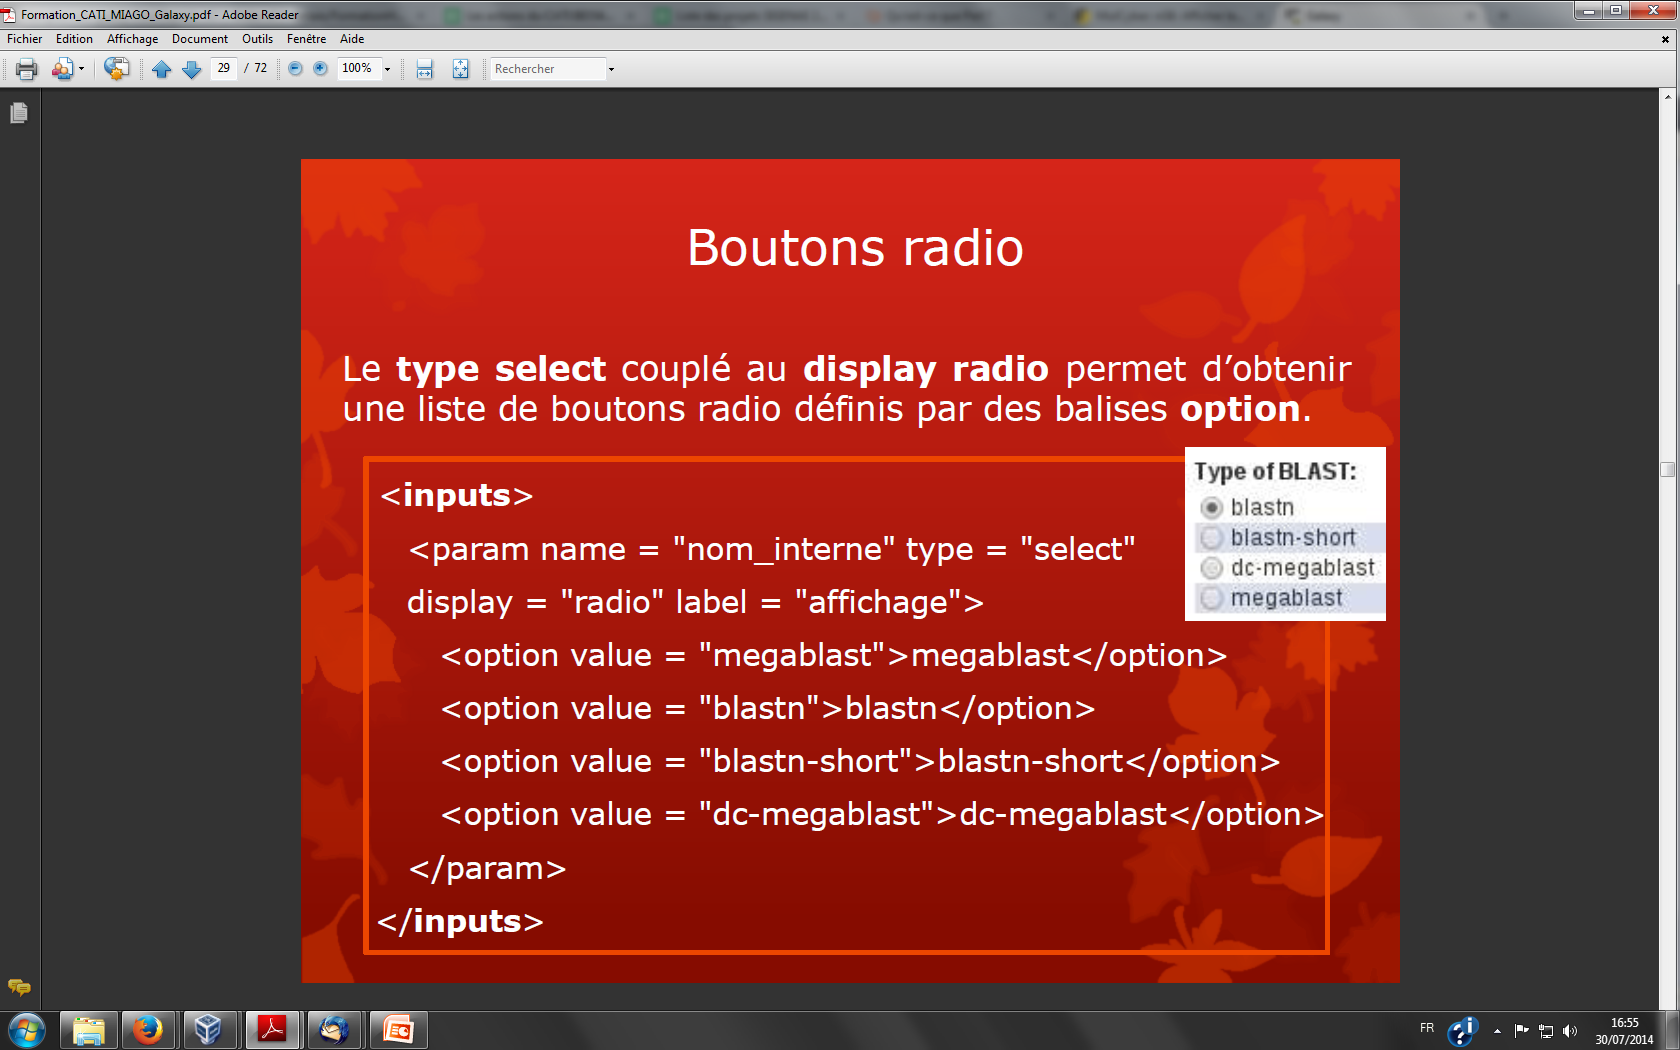 Formation_CATI_MIAGO_Galaxy.pdf - Adobe Reader
Fichier Edition Affichage Document Outils Fenêtre Aide
29 / 72 100% Rechercher
Boutons radio
Le type select couplé au display radio permet d’obtenir
une liste de boutons radio définis par des balises option.
<inputs>
<param name = "nom_interne" type = "select"
display = "radio" label = "affichage">
<option value = "megablast">megablast</option>
<option value = "blastn">blastn</option>
<option value = "blastn-short">blastn-short</option>
<option value = "dc-megablast">dc-megablast</option>
</param>
</inputs>
Type of BLAST:
blastn
blastn-short
dc-megablast
megablast
FR
16:55
30/07/2014